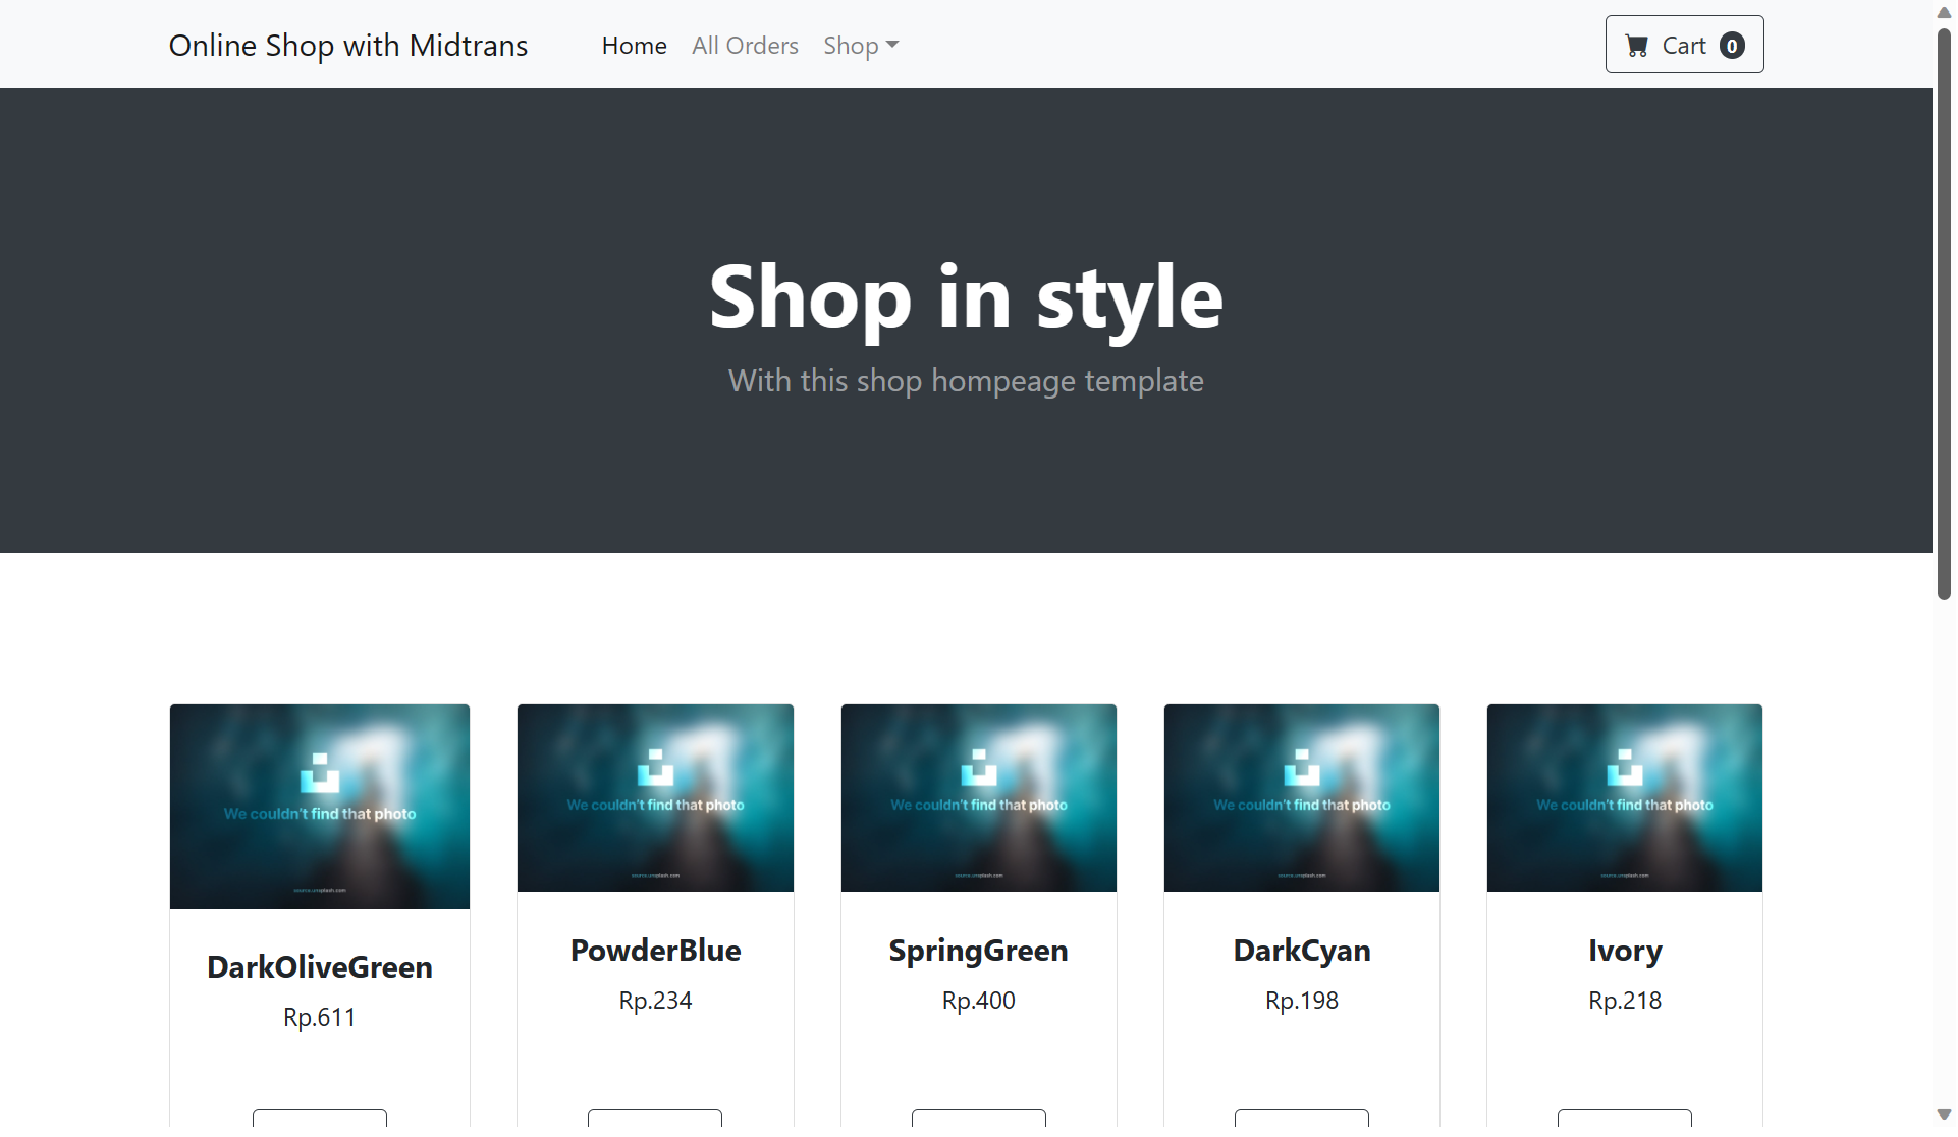 Online Shop with Midtrans Home All Orders Shop Cart 0
Shop in style
With this shop hompeage template
We couldn't find that photo
source.unsplash.com
We couldn't find that photo
source.unsplash.com
We couldn't find that photo
source.unsplash.com
We couldn't find that photo
source.unsplash.com
We couldn't find that photo
source.unsplash.com
DarkOliveGreen
Rp.611
PowderBlue
Rp.234
SpringGreen
Rp.400
DarkCyan
Rp.198
Ivory
Rp.218